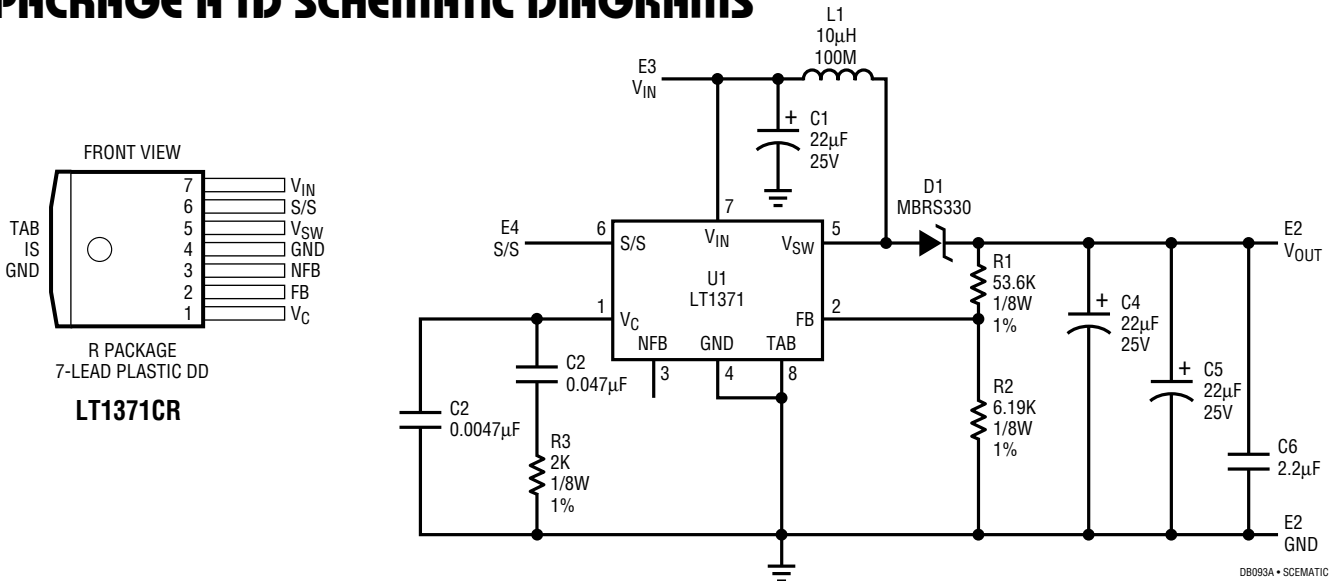 PACKAGE A D SCHEMATIC DIAGRAMS
FRONT VIEW
7 VIN
6 S/S
5 VSW
4 GND
3 NFB
2 FB
1 VC
TAB
IS
GND
R PACKAGE
7-LEAD PLASTIC DD
LT1371CR
E3
VIN
L1
10µH
100M
+ C1
22µF
25V
D1
MBRS330
E4
S/S
6 S/S
7
VIN
VSW 5
U1
LT1371
1 VC
FB 2
NFB GND TAB
3 4 8
C2
0.047µF
C2
0.0047µF
R3
2K
1/8W
1%
R1
53.6K
1/8W
1%
R2
6.19K
1/8W
1%
+ C4
22µF
25V
+ C5
22µF
25V
C6
2.2µF
E2
VOUT
E2
GND
DB093A • SCEMATIC